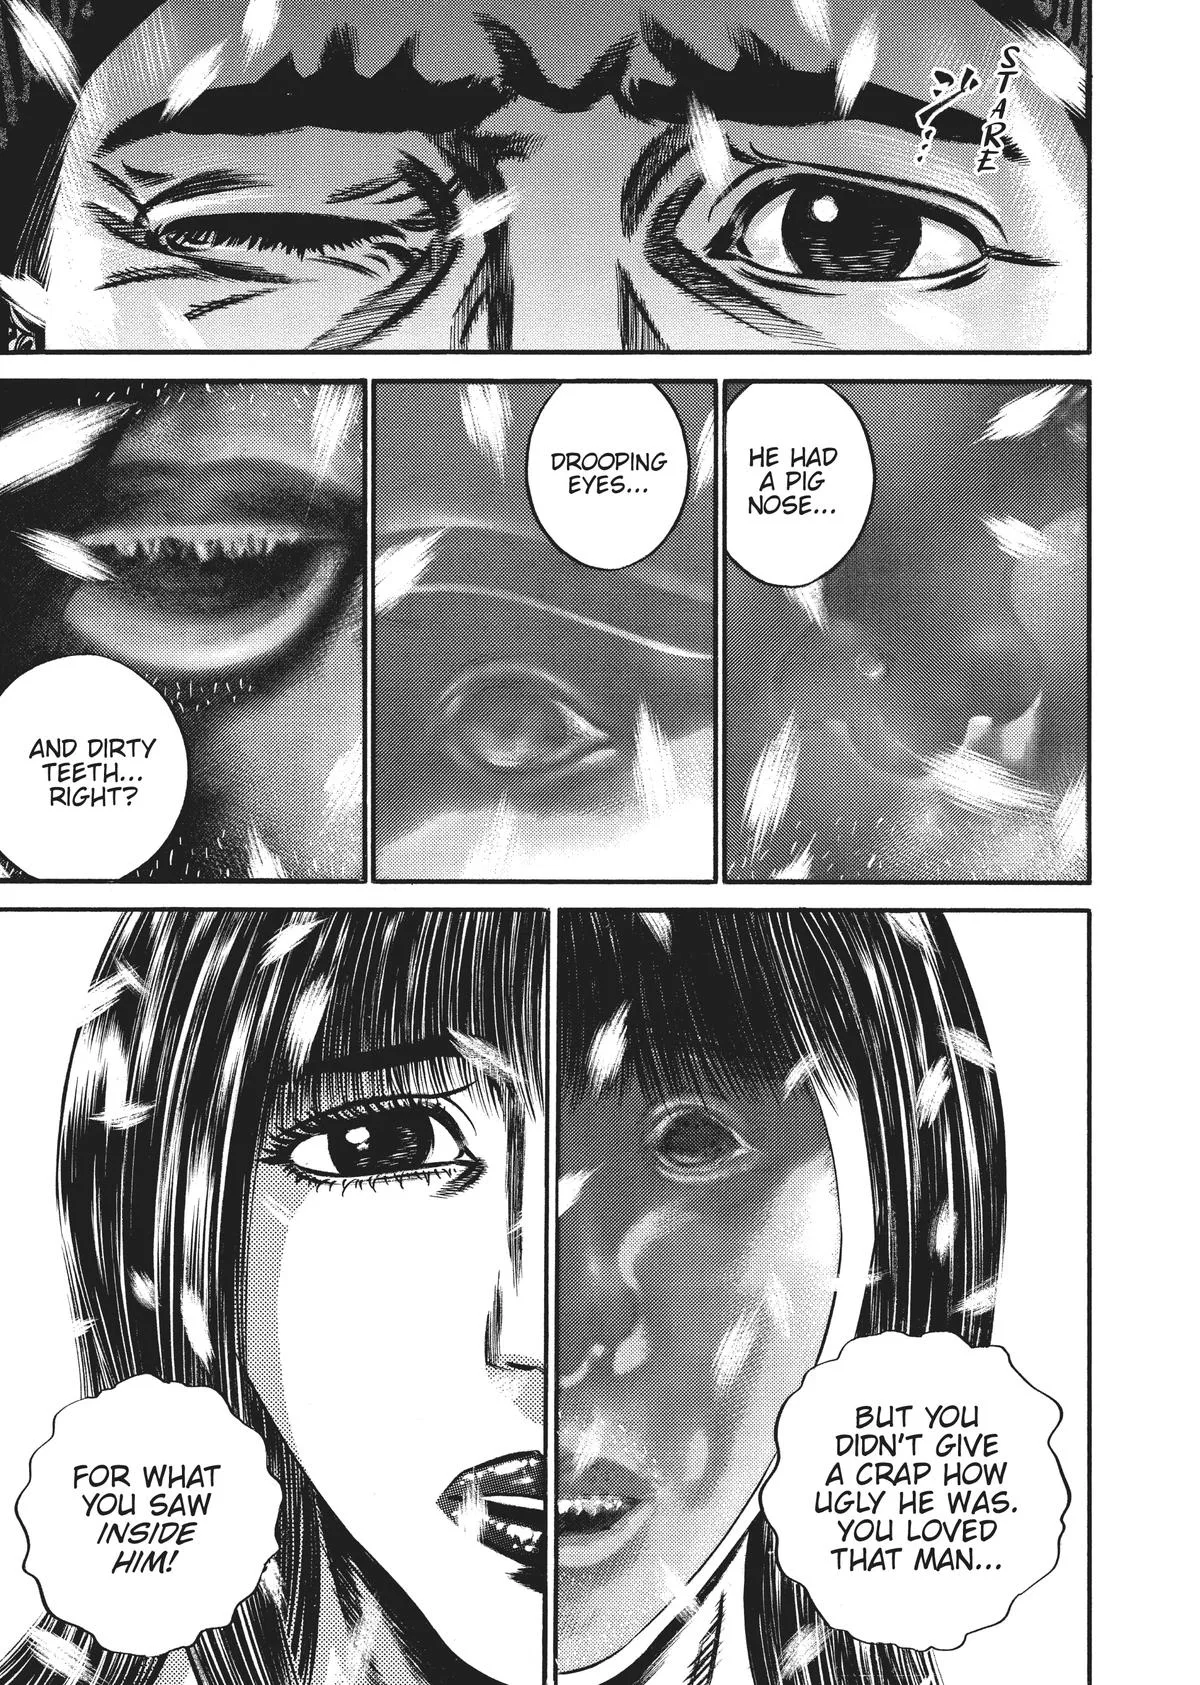 STARE
ジ…
HE HAD
A PIG
NOSE...
DROOPING
EYES...
AND DIRTY
TEETH...
RIGHT?
BUT YOU
DIDN'T GIVE
A CRAP HOW
UGLY HE WAS.
YOU LOVED
THAT MAN...
FOR WHAT
YOU SAW
INSIDE
HIM!